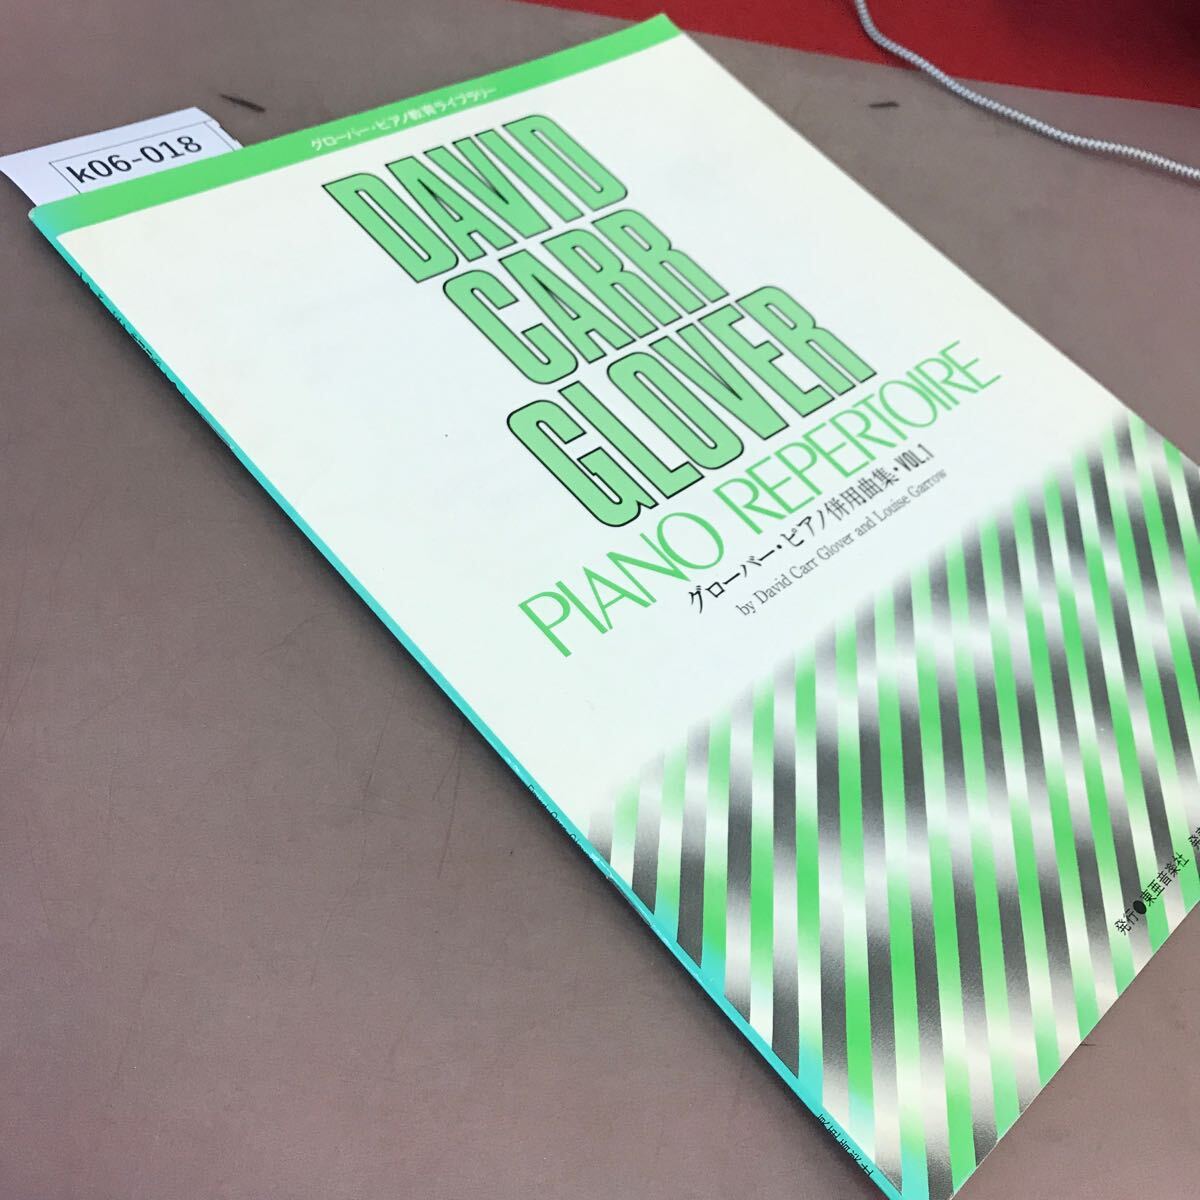 k06-018
グローバー・ピアノ教育ライブラリー
DAVID
CARR
GLOVER
PIANO REPERTOIRE
グローバー・ピアノ併用曲集・VOL.1
by David Carr Glover and Louise Garrow
発行●東亜音楽社